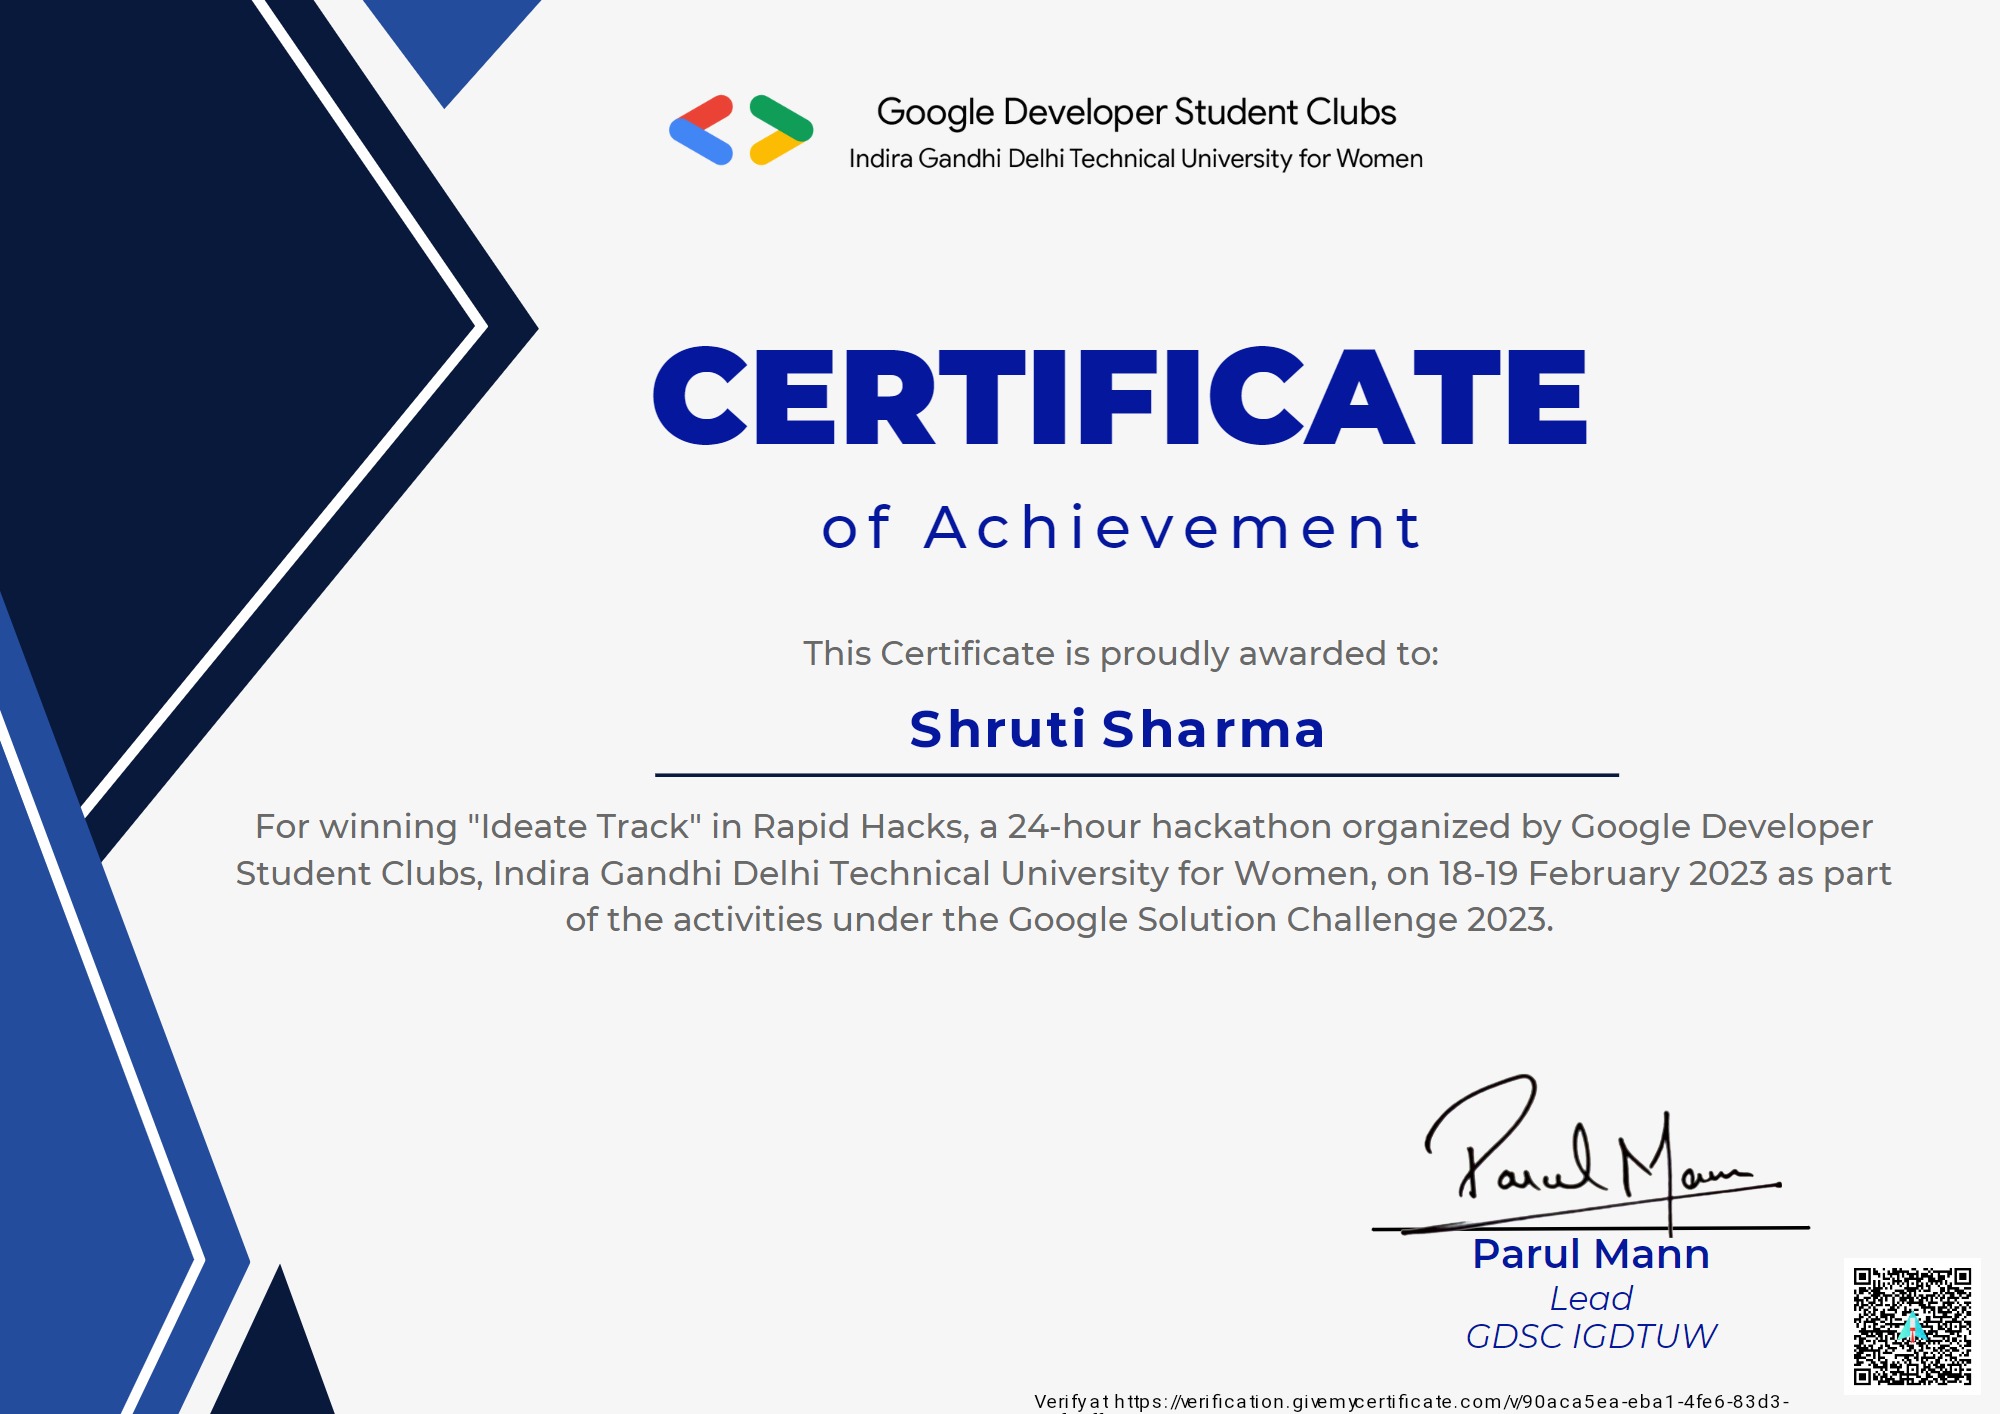 Google Developer Student Clubs
Indira Gandhi Delhi Technical University for Women
CERTIFICATE
of Achievement
This Certificate is proudly awarded to:
Shruti Sharma
For winning "Ideate Track" in Rapid Hacks, a 24-hour hackathon organized by Google Developer
Student Clubs, Indira Gandhi Delhi Technical University for Women, on 18-19 February 2023 as part
of the activities under the Google Solution Challenge 2023.
Parul Mann
Parul Mann
Lead
GDSC IGDTUW
Verify at https://verification.givemycertificate.com/v/90aca5ea-eba1-4fe6-83d3-